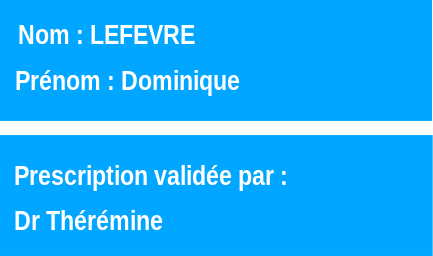 Nom : LEFEVRE
Prénom : Dominique
Prescription validée par :
Dr Thérémine